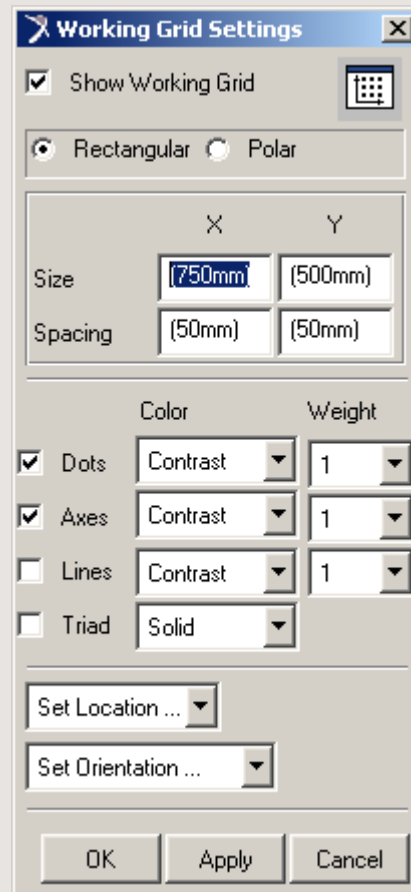 Working Grid Settings
Show Working Grid
Rectangular Polar
X Y
Size (750mm) (500mm)
Spacing (50mm) (50mm)
Color Weight
Dots Contrast 1
Axes Contrast 1
Lines Contrast 1
Triad Solid
Set Location ...
Set Orientation ...
OK Apply Cancel